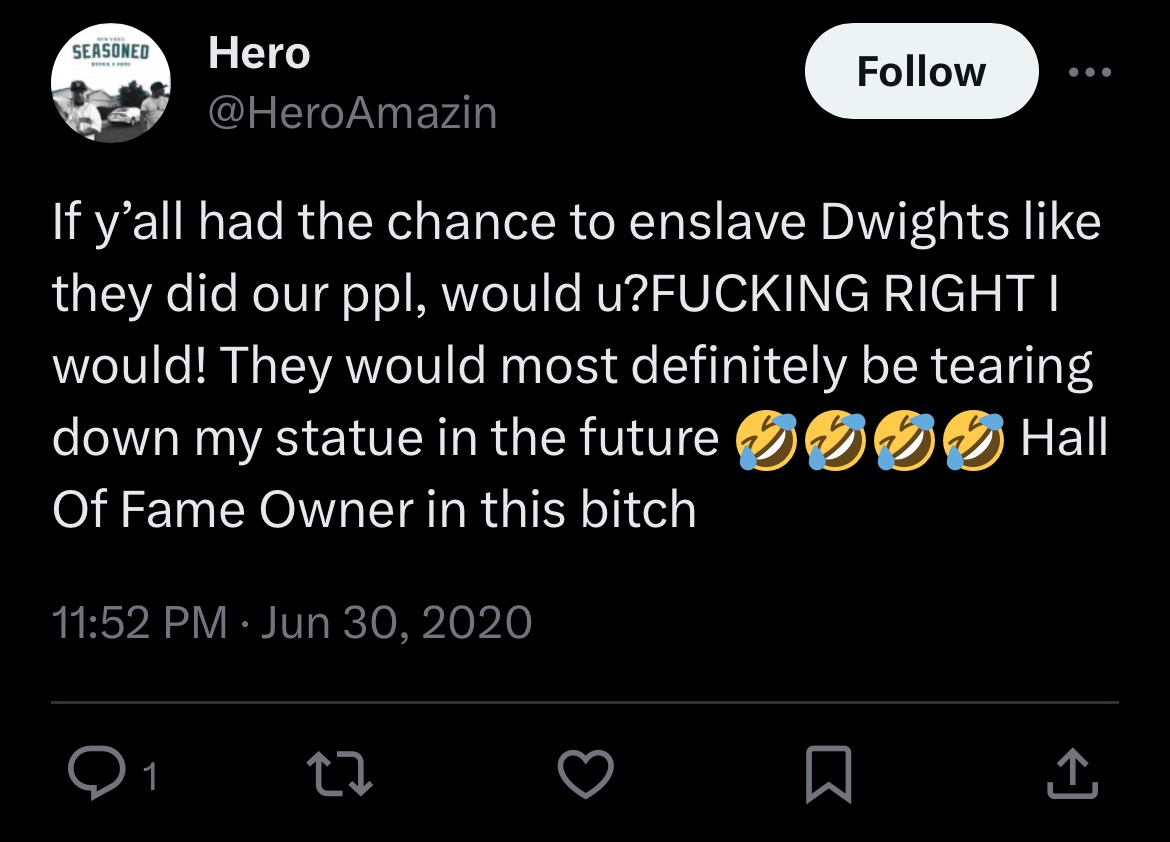 SEASONED
Hero
Follow
@HeroAmazin
If y’all had the chance to enslave Dwights like
they did our ppl, would u?FUCKING RIGHT I
would! They would most definitely be tearing
down my statue in the future 🤣🤣🤣🤣 Hall
Of Fame Owner in this bitch
11:52 PM · Jun 30, 2020
1